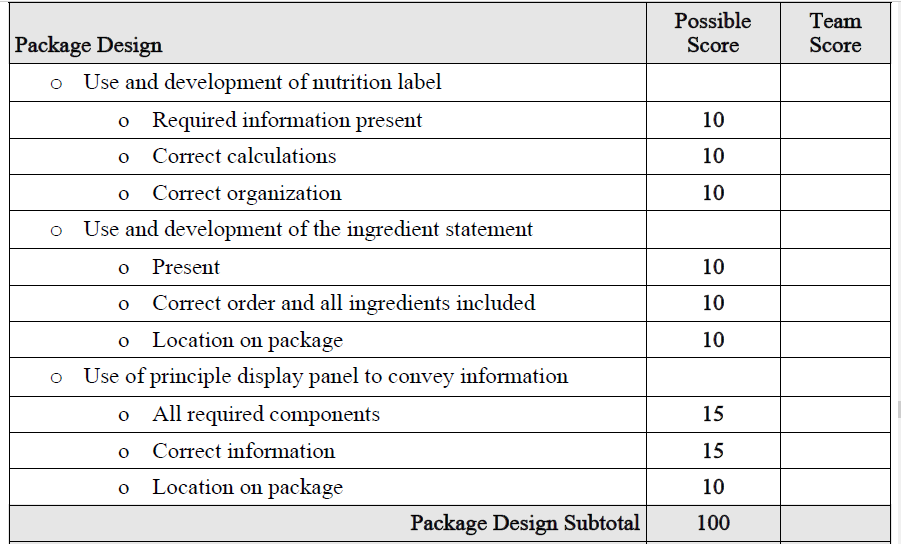 Package Design Possible Score Team Score
o Use and development of nutrition label
o Required information present 10
o Correct calculations 10
o Correct organization 10
o Use and development of the ingredient statement
o Present 10
o Correct order and all ingredients included 10
o Location on package 10
o Use of principle display panel to convey information
o All required components 15
o Correct information 15
o Location on package 10
Package Design Subtotal 100